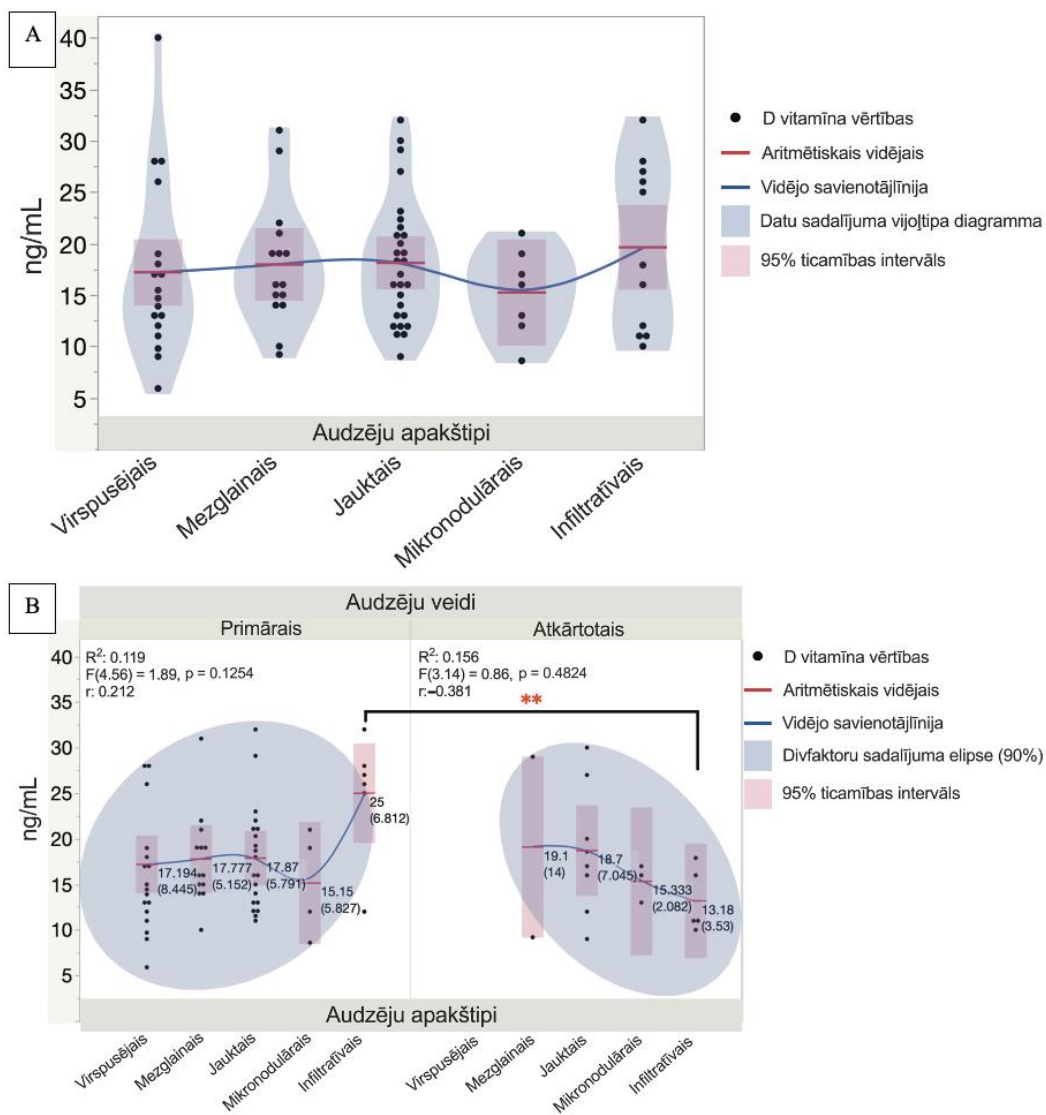 A
40
35
30
25
20
15
10
5
ng/mL
Audzēju apakštipi
Virspusējais
Mezglainais
Jauktais
Mikronodulārais
Infiltratīvais
D vitamīna vērtības
Aritmētiskais vidējais
Vidējo savienotājlīnija
Datu sadalījuma vijoļtipa diagramma
95% ticamības intervāls
B
Audzēju veidi
Primārais
Atkārtotais
40
35
30
25
20
15
10
5
ng/mL
R²: 0.119
F(4.56) = 1.89, p = 0.1254
r: 0.212
R²: 0.156
F(3.14) = 0.86, p = 0.4824
r:–0.381
**
17.194
(8.445)
17.777
(5.152)
17.87
(5.791)
15.15
(5.827)
25
(6.812)
19.1
(14)
18.7
(7.045)
15.333
(2.082)
13.18
(3.53)
Audzēju apakštipi
Virspusējais
Mezglainais
Jauktais
Mikronodulārais
Infiltratīvais
Virspusējais
Mezglainais
Jauktais
Mikronodulārais
Infiltratīvais
D vitamīna vērtības
Aritmētiskais vidējais
Vidējo savienotājlīnija
Divfaktoru sadalījuma elipse (90%)
95% ticamības intervāls